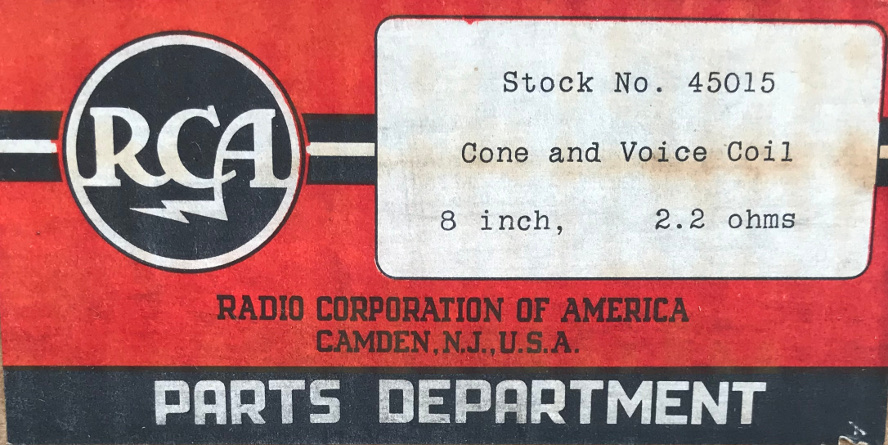 RCA
Stock No. 45015
Cone and Voice Coil
8 inch, 2.2 ohms
RADIO CORPORATION OF AMERICA
CAMDEN, N.J., U.S.A.
PARTS DEPARTMENT